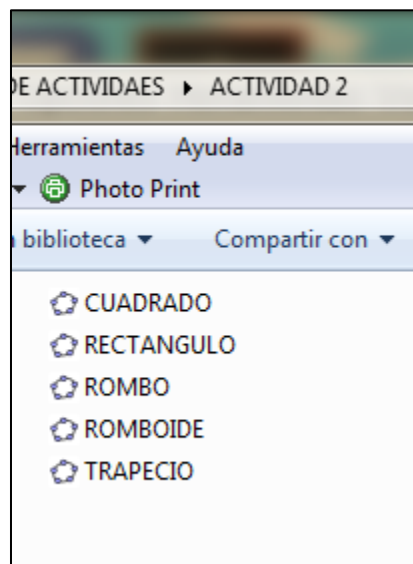 DE ACTIVIDAES ▸ ACTIVIDAD 2
Herramientas Ayuda
Photo Print
biblioteca Compartir con
CUADRADO
RECTANGULO
ROMBO
ROMBOIDE
TRAPECIO